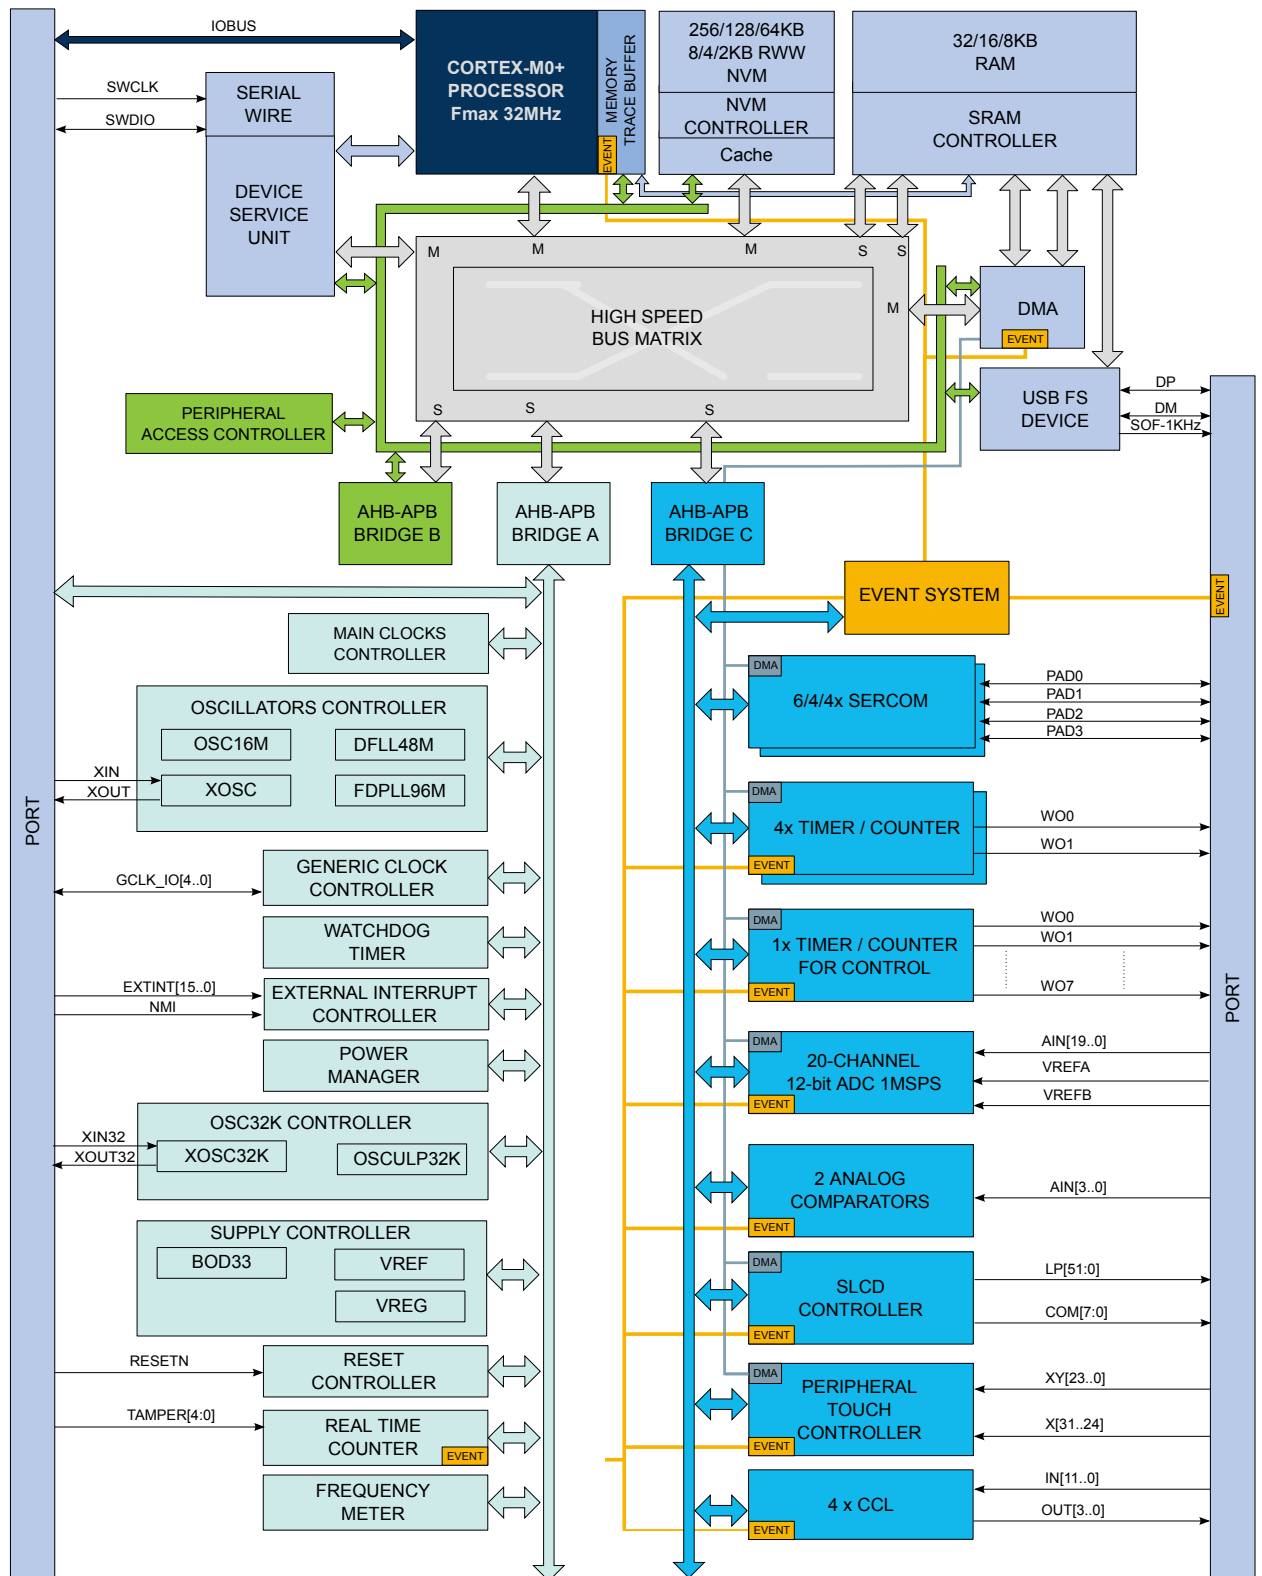 IOBUS
SWCLK
SWDIO
SERIAL
WIRE
DEVICE
SERVICE
UNIT
CORTEX-M0+
PROCESSOR
Fmax 32MHz
EVENT
MEMORY
TRACE BUFFER
256/128/64KB
8/4/2KB RWW
NVM
NVM
CONTROLLER
Cache
32/16/8KB
RAM
SRAM
CONTROLLER
M
M
M
S
S
M
HIGH SPEED
BUS MATRIX
S
S
S
DMA
EVENT
USB FS
DEVICE
DP
DM
SOF-1KHz
PERIPHERAL
ACCESS CONTROLLER
AHB-APB
BRIDGE B
AHB-APB
BRIDGE A
AHB-APB
BRIDGE C
EVENT SYSTEM
EVENT
PORT
PORT
MAIN CLOCKS
CONTROLLER
OSCILLATORS CONTROLLER
OSC16M
DFLL48M
XOSC
FDPLL96M
XIN
XOUT
GCLK_IO[4..0]
GENERIC CLOCK
CONTROLLER
WATCHDOG
TIMER
EXTINT[15..0]
NMI
EXTERNAL INTERRUPT
CONTROLLER
POWER
MANAGER
OSC32K CONTROLLER
XIN32
XOUT32
XOSC32K
OSCULP32K
SUPPLY CONTROLLER
BOD33
VREF
VREG
RESETN
RESET
CONTROLLER
TAMPER[4:0]
REAL TIME
COUNTER
EVENT
FREQUENCY
METER
DMA
6/4/4x SERCOM
PAD0
PAD1
PAD2
PAD3
DMA
4x TIMER / COUNTER
EVENT
WO0
WO1
DMA
1x TIMER / COUNTER
FOR CONTROL
EVENT
WO0
WO1
WO7
DMA
20-CHANNEL
12-bit ADC 1MSPS
EVENT
AIN[19..0]
VREFA
VREFB
2 ANALOG
COMPARATORS
EVENT
AIN[3..0]
DMA
SLCD
CONTROLLER
EVENT
LP[51:0]
COM[7:0]
DMA
PERIPHERAL
TOUCH
CONTROLLER
EVENT
XY[23..0]
X[31..24]
4 x CCL
EVENT
IN[11..0]
OUT[3..0]